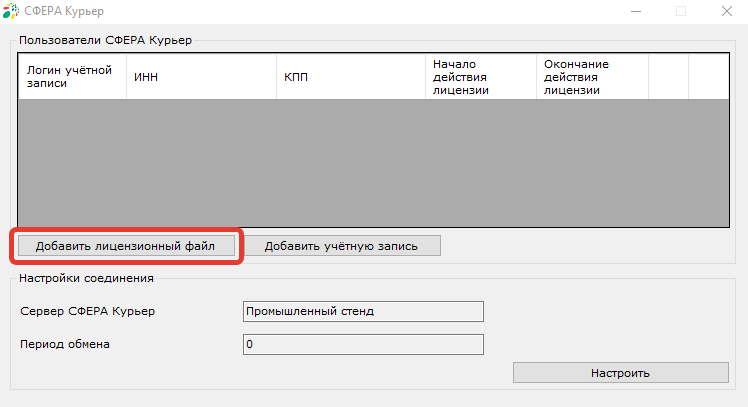 СФЕРА Курьер
Пользователи СФЕРА Курьер
Логин учётной
записи
ИНН
КПП
Начало
действия
лицензии
Окончание
действия
лицензии
Добавить лицензионный файл
Добавить учётную запись
Настройки соединения
Сервер СФЕРА Курьер
Промышленный стенд
Период обмена
0
Настроить